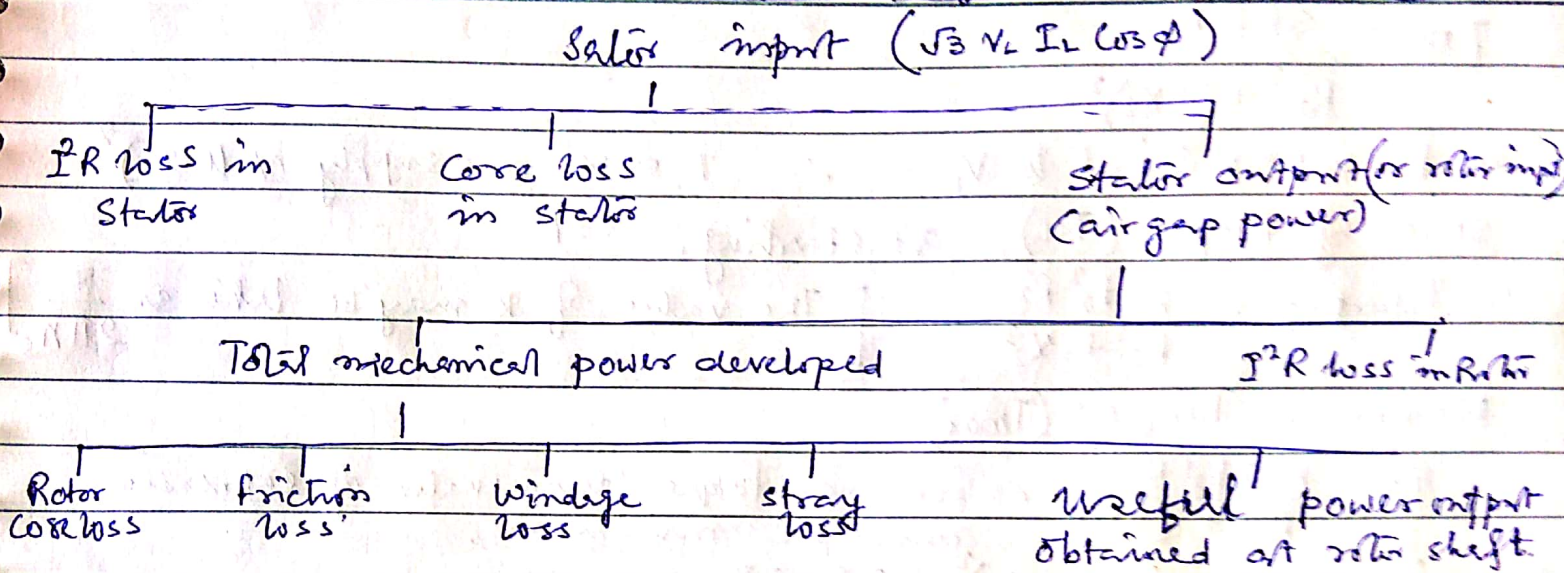 Sator input (√3 VL IL Cos φ)
I²R loss in Stator
Core loss in stator
Stator output (or rotor inpt)
(air gap power)
Total mechanical power developed
I²R loss in Rotor
Rotor core loss
friction loss
windage loss
stray loss
useful power output
obtained at rotor shaft.